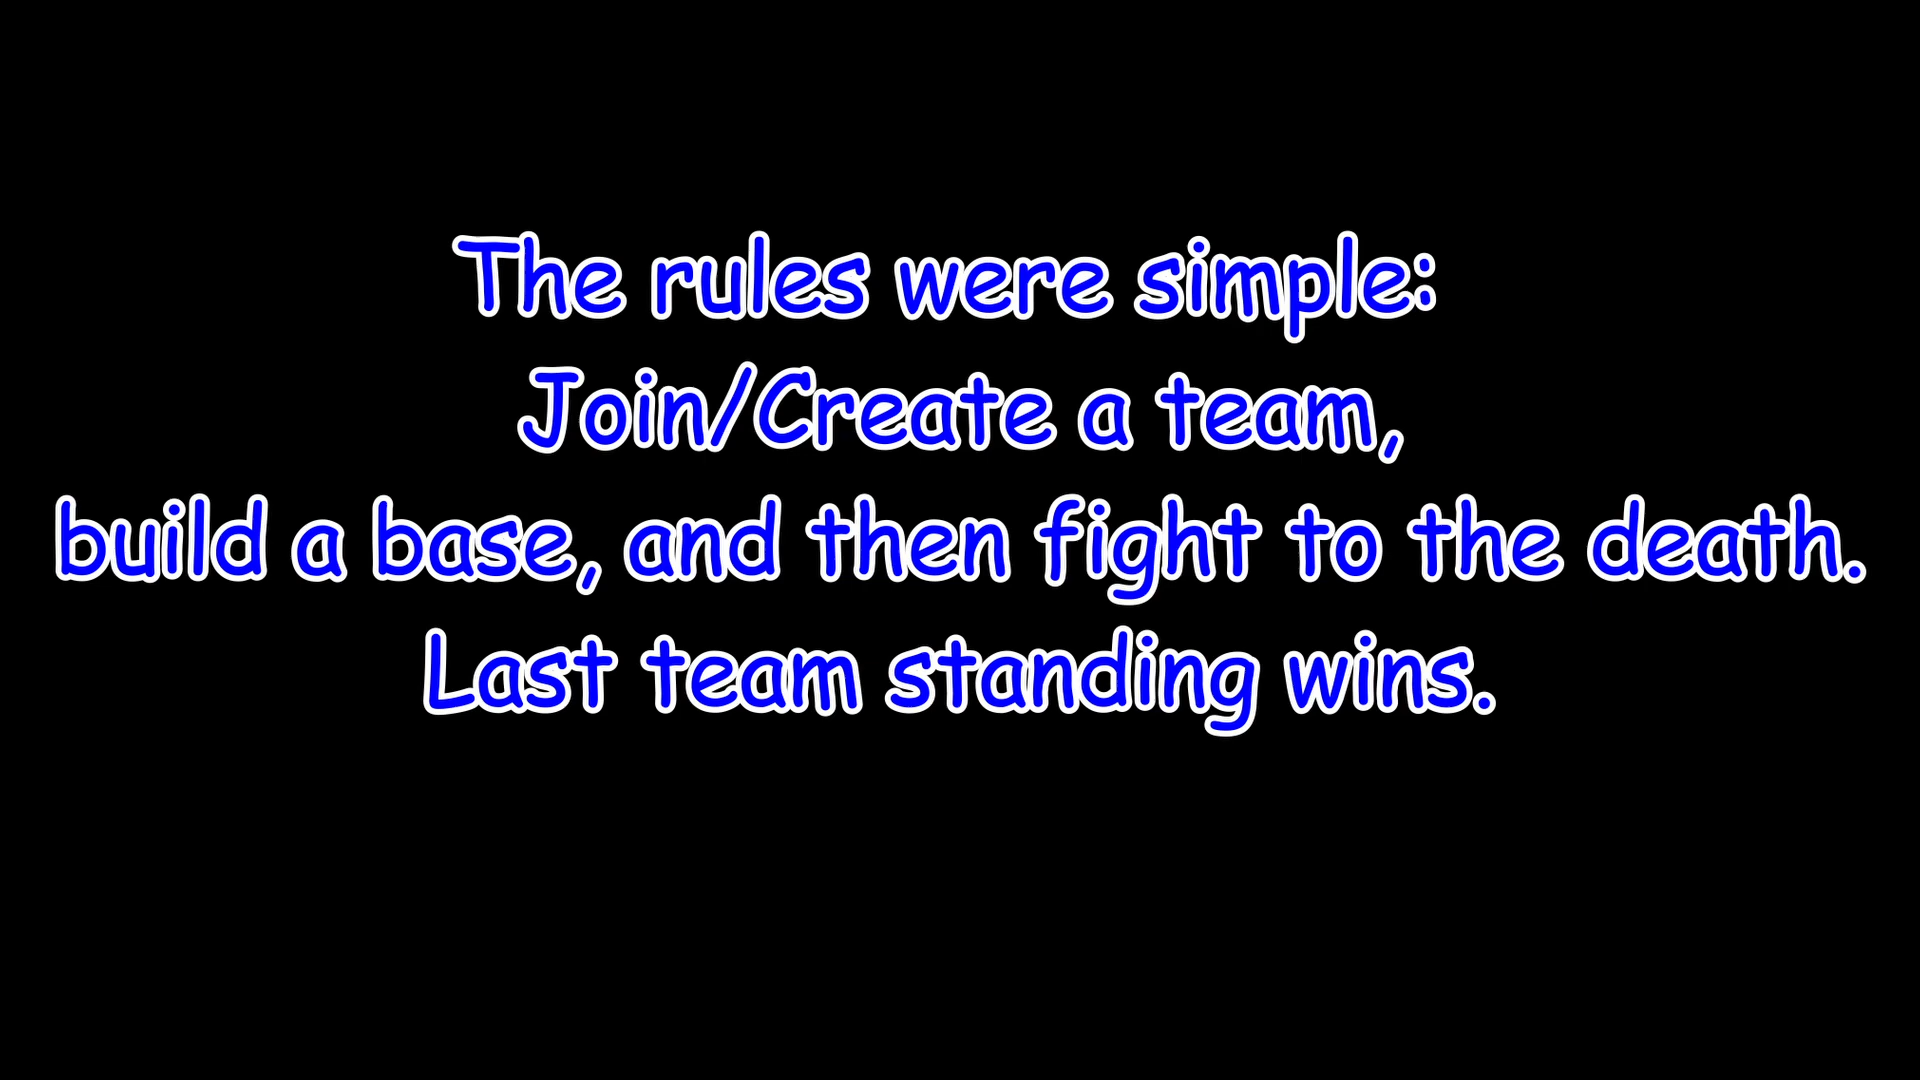 The rules were simple:
Join/Create a team,
build a base, and then fight to the death.
Last team standing wins.